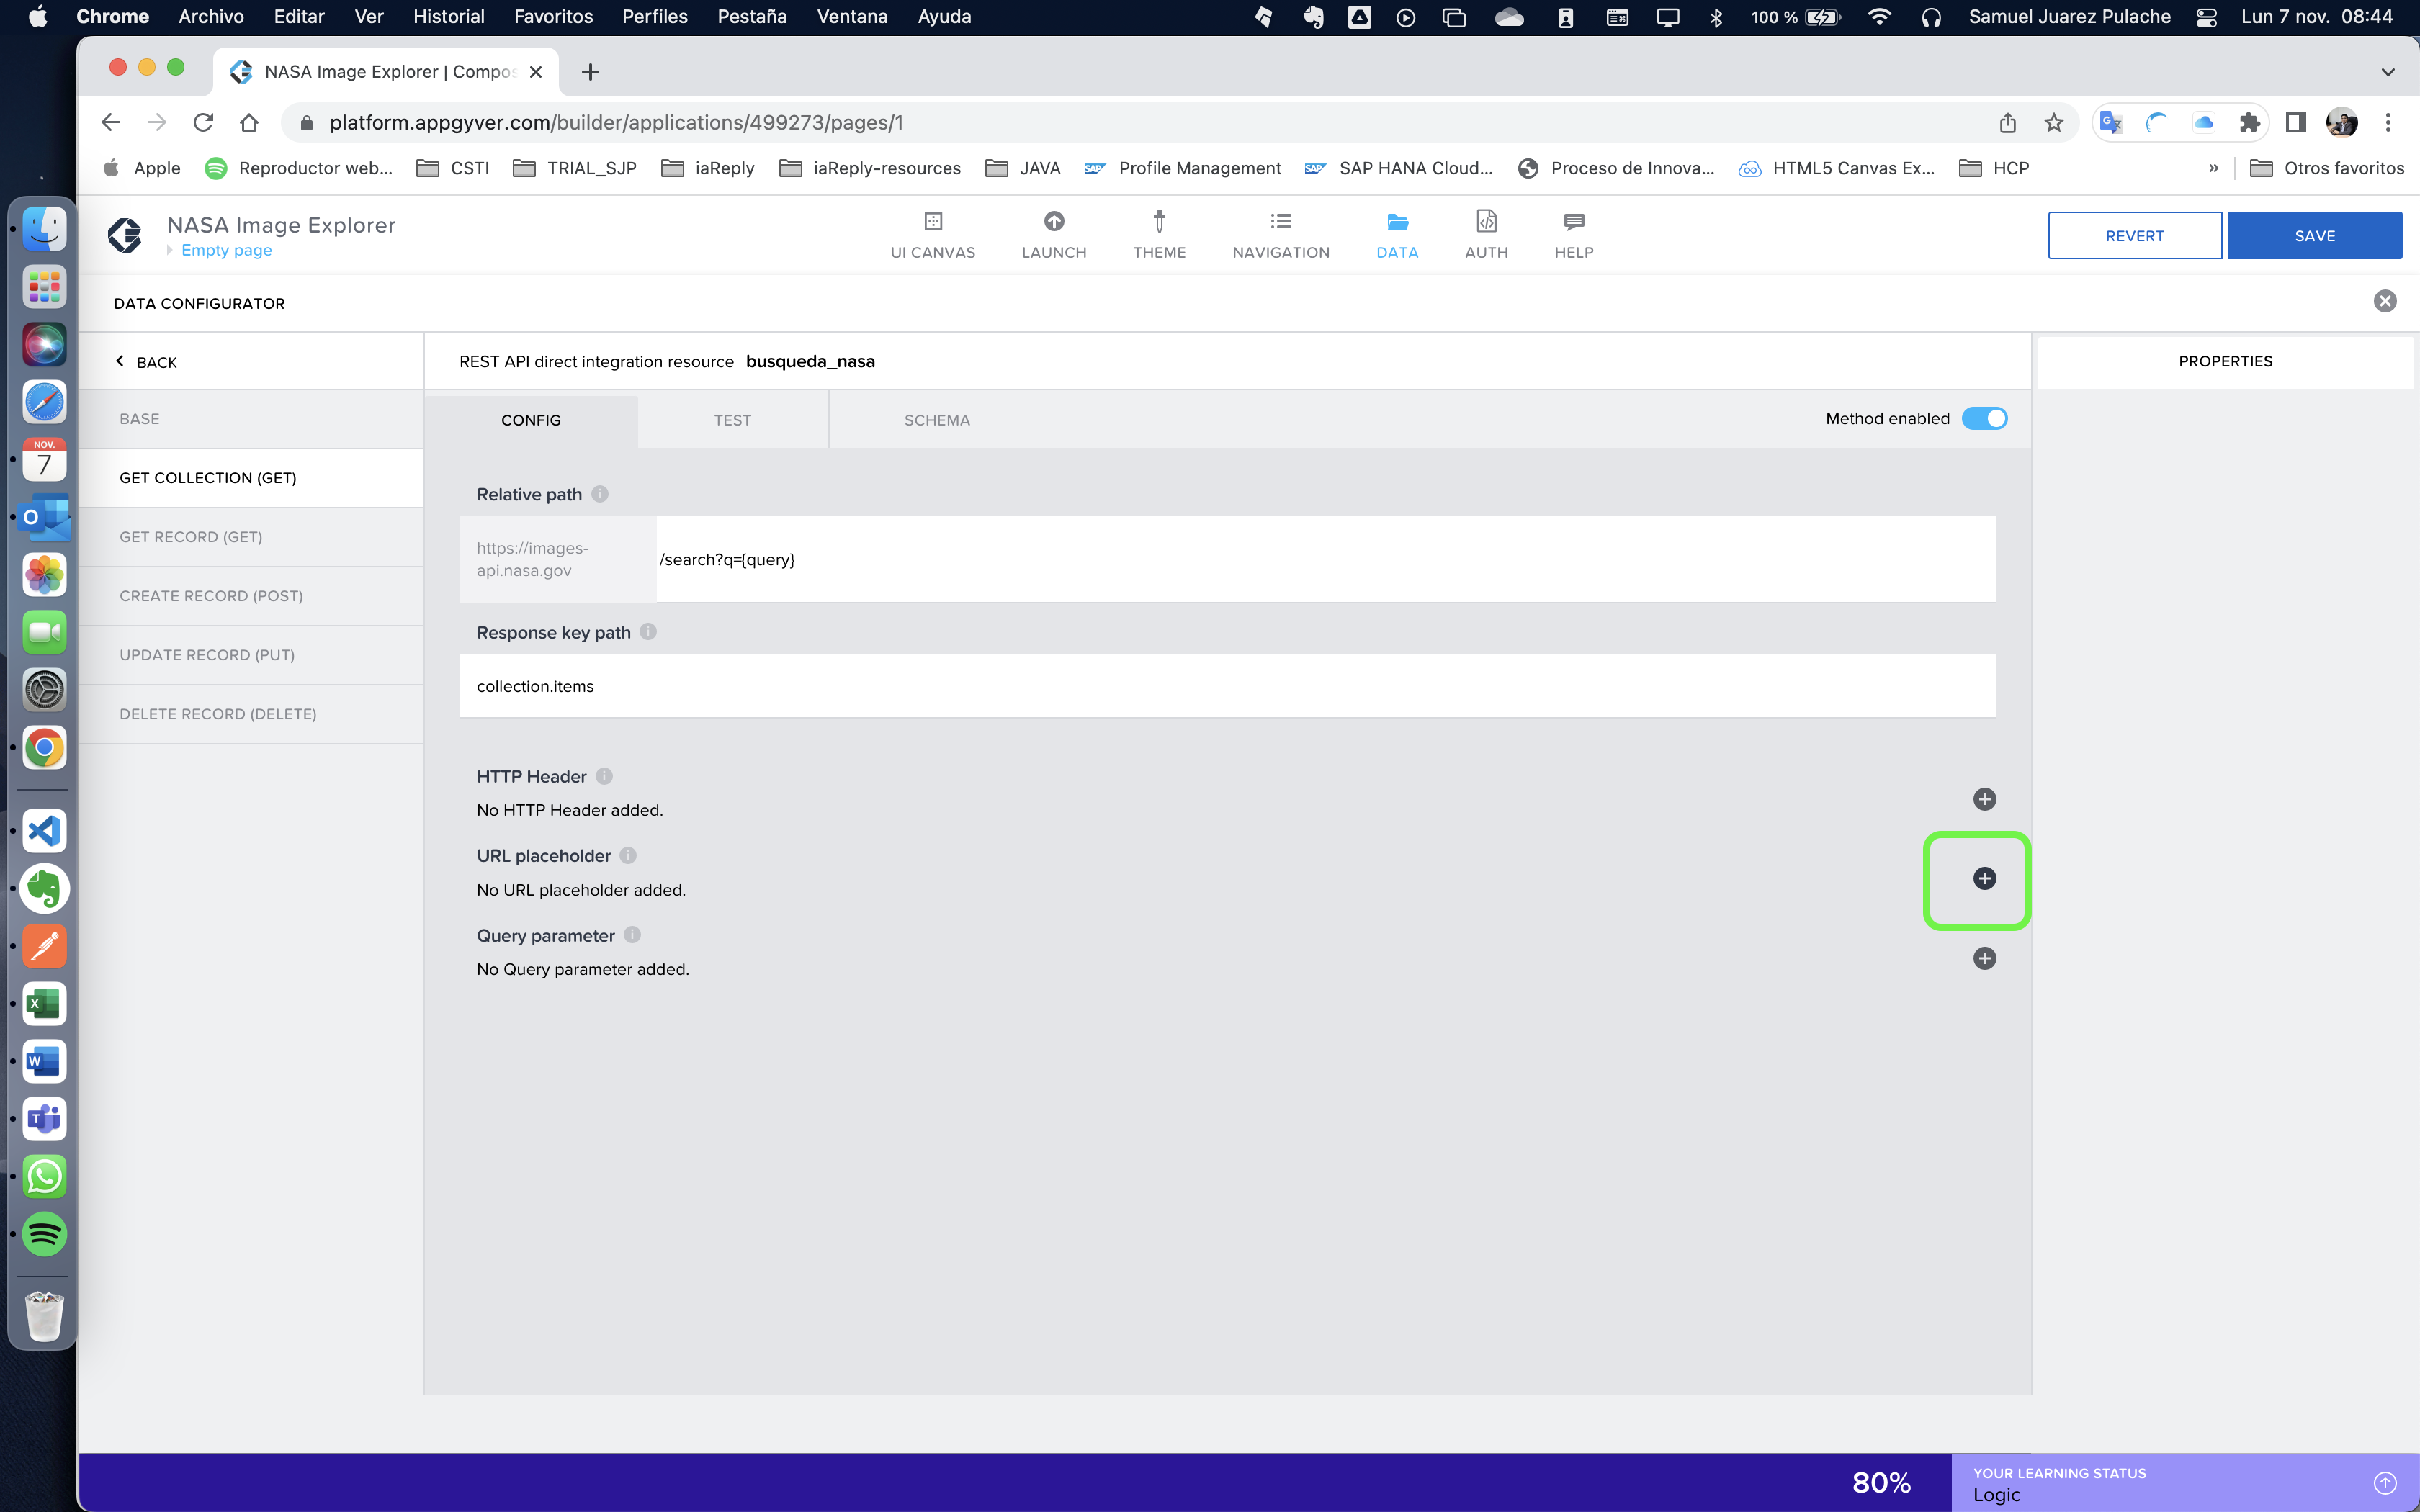 Chrome Archivo Editar Ver Historial Favoritos Perfiles Pestaña Ventana Ayuda 100 % Samuel Juarez Pulache Lun 7 nov. 08:44
NASA Image Explorer | Compos
platform.appgyver.com/builder/applications/499273/pages/1
Apple Reproductor web... CSTI TRIAL_SJP iaReply iaReply-resources JAVA SAP Profile Management SAP SAP HANA Cloud... Proceso de Innova... HTML5 Canvas Ex... HCP » Otros favoritos
NASA Image Explorer
Empty page
UI CANVAS LAUNCH THEME NAVIGATION DATA AUTH HELP
REVERT SAVE
DATA CONFIGURATOR
BACK
REST API direct integration resource busqueda_nasa
PROPERTIES
BASE
GET COLLECTION (GET)
GET RECORD (GET)
CREATE RECORD (POST)
UPDATE RECORD (PUT)
DELETE RECORD (DELETE)
CONFIG TEST SCHEMA Method enabled
Relative path
https://images-
api.nasa.gov
/search?q={query}
Response key path
collection.items
HTTP Header
No HTTP Header added.
URL placeholder
No URL placeholder added.
Query parameter
No Query parameter added.
NOV.
7
80%
YOUR LEARNING STATUS
Logic